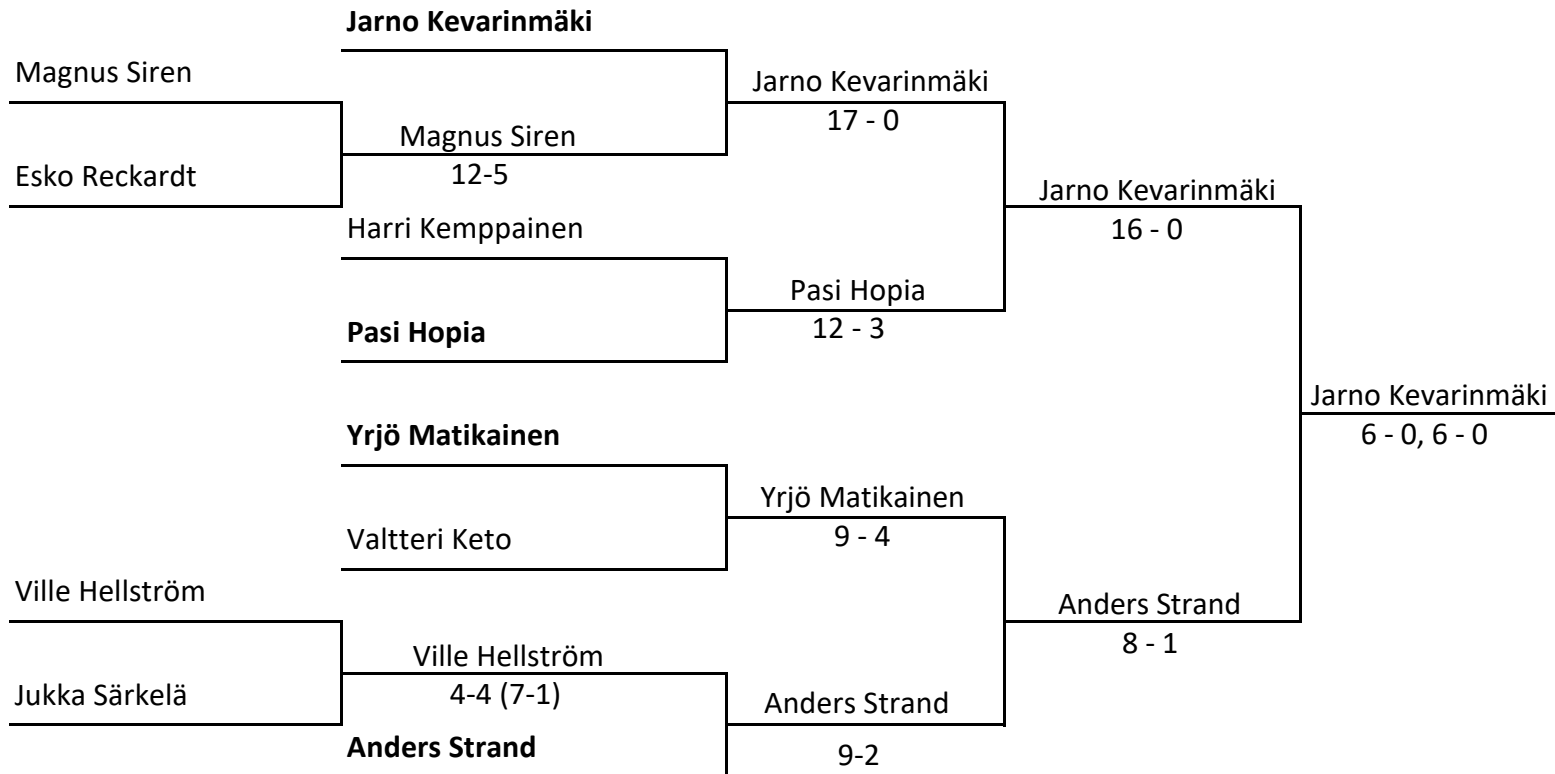 Jarno Kevarinmäki
Magnus Siren
Jarno Kevarinmäki
17 - 0
Magnus Siren
12-5
Esko Reckardt
Jarno Kevarinmäki
16 - 0
Harri Kemppainen
Pasi Hopia
12 - 3
Pasi Hopia
Jarno Kevarinmäki
6 - 0, 6 - 0
Yrjö Matikainen
Yrjö Matikainen
9 - 4
Valtteri Keto
Ville Hellström
Anders Strand
8 - 1
Ville Hellström
4-4 (7-1)
Jukka Särkelä
Anders Strand
9-2
Anders Strand